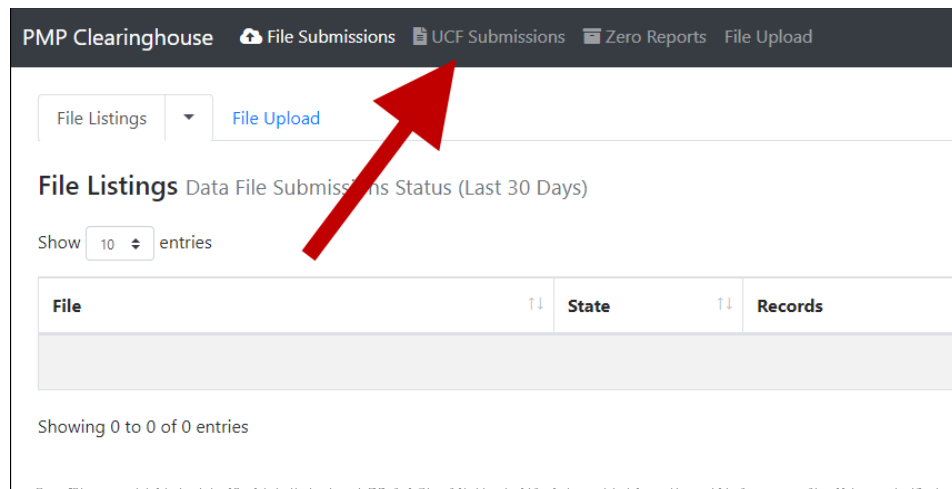 PMP Clearinghouse File Submissions UCF Submissions Zero Reports File Upload
File Listings File Upload
File Listings Data File Submissions Status (Last 30 Days)
Show 10 entries
File State Records
Showing 0 to 0 of 0 entries